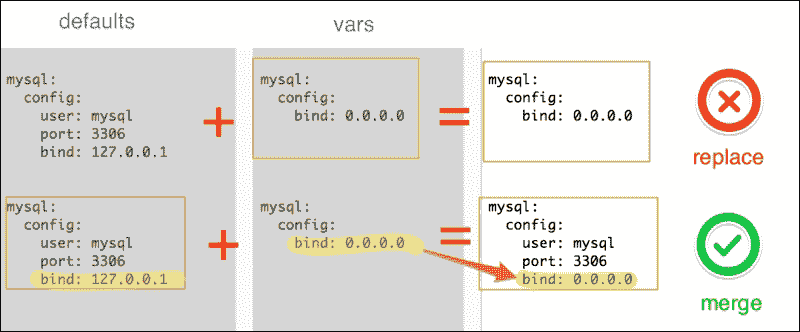 defaults
vars
mysql:
  config:
    user: mysql
    port: 3306
    bind: 127.0.0.1
+
mysql:
  config:
    bind: 0.0.0.0
=
mysql:
  config:
    bind: 0.0.0.0
replace
mysql:
  config:
    user: mysql
    port: 3306
    bind: 127.0.0.1
+
mysql:
  config:
    bind: 0.0.0.0
=
mysql:
  config:
    user: mysql
    port: 3306
    bind: 0.0.0.0
merge